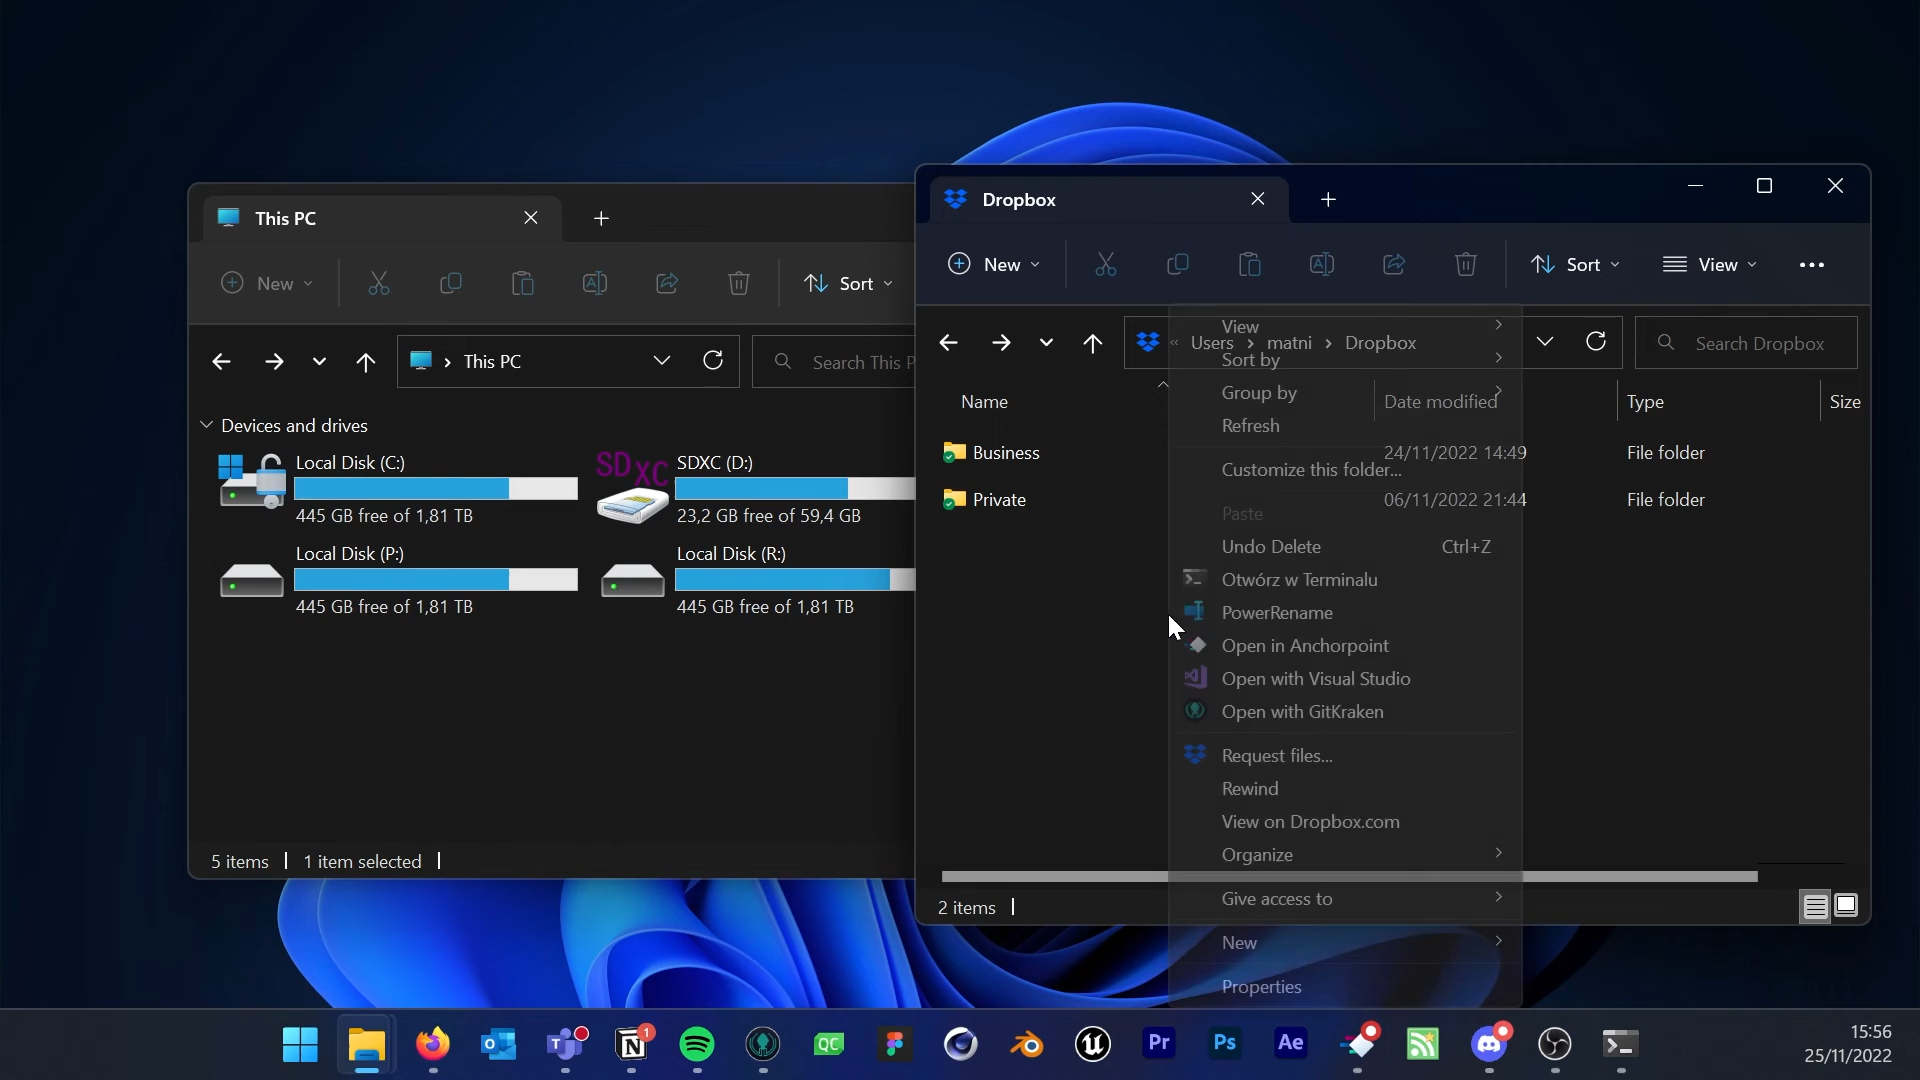 This PC
New
Sort
This PC
Search This P
Devices and drives
Local Disk (C:)
445 GB free of 1,81 TB
SDXC
SDXC (D:)
23,2 GB free of 59,4 GB
Local Disk (P:)
445 GB free of 1,81 TB
Local Disk (R:)
445 GB free of 1,81 TB
5 items
1 item selected
Dropbox
New
Sort
View
« Users > matni > Dropbox
Search Dropbox
Name
Date modified
Type
Size
Business
24/11/2022 14:49
File folder
Private
06/11/2022 21:44
File folder
2 items
View
Sort by
Group by
Refresh
Customize this folder...
Paste
Undo Delete Ctrl+Z
Otwórz w Terminalu
PowerRename
Open in Anchorpoint
Open with Visual Studio
Open with GitKraken
Request files...
Rewind
View on Dropbox.com
Organize
Give access to
New
Properties
1
QC
Pr
Ps
Ae
15:56
25/11/2022